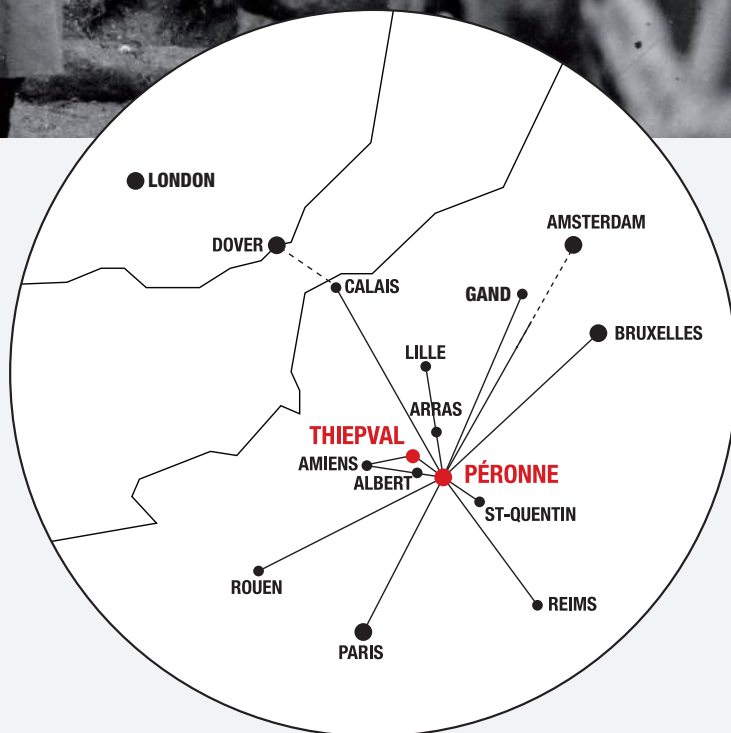 LONDON
AMSTERDAM
DOVER
CALAIS
GAND
BRUXELLES
LILLE
ARRAS
THIEPVAL
AMIENS
ALBERT
PÉRONNE
ST-QUENTIN
ROUEN
REIMS
PARIS